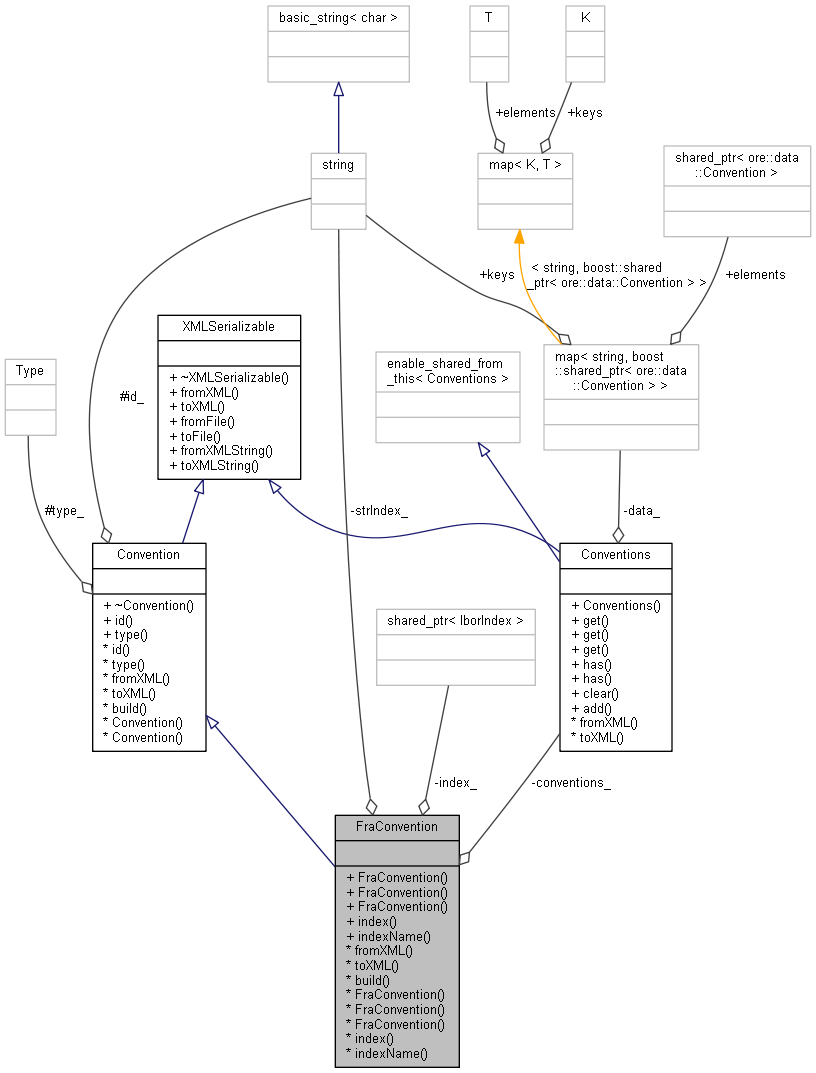 basic_string< char >
T
K
+elements
+keys
string
map< K, T >
shared_ptr< ore::data
::Convention >
+keys
< string, boost::shared
_ptr< ore::data::Convention > >
+elements
XMLSerializable
+ ~XMLSerializable()
+ fromXML()
+ toXML()
+ fromFile()
+ toFile()
+ fromXMLString()
+ toXMLString()
enable_shared_from
_this< Conventions >
map< string, boost
::shared_ptr< ore::data
::Convention > >
Type
#id_
#type_
-strIndex_
-data_
Convention
+ ~Convention()
+ id()
+ type()
* id()
* type()
* fromXML()
* toXML()
* build()
* Convention()
* Convention()
Conventions
+ Conventions()
+ get()
+ get()
+ get()
+ has()
+ has()
+ clear()
+ add()
* fromXML()
* toXML()
shared_ptr< IborIndex >
-index_
-conventions_
FraConvention
+ FraConvention()
+ FraConvention()
+ FraConvention()
+ index()
+ indexName()
* fromXML()
* toXML()
* build()
* FraConvention()
* FraConvention()
* FraConvention()
* index()
* indexName()